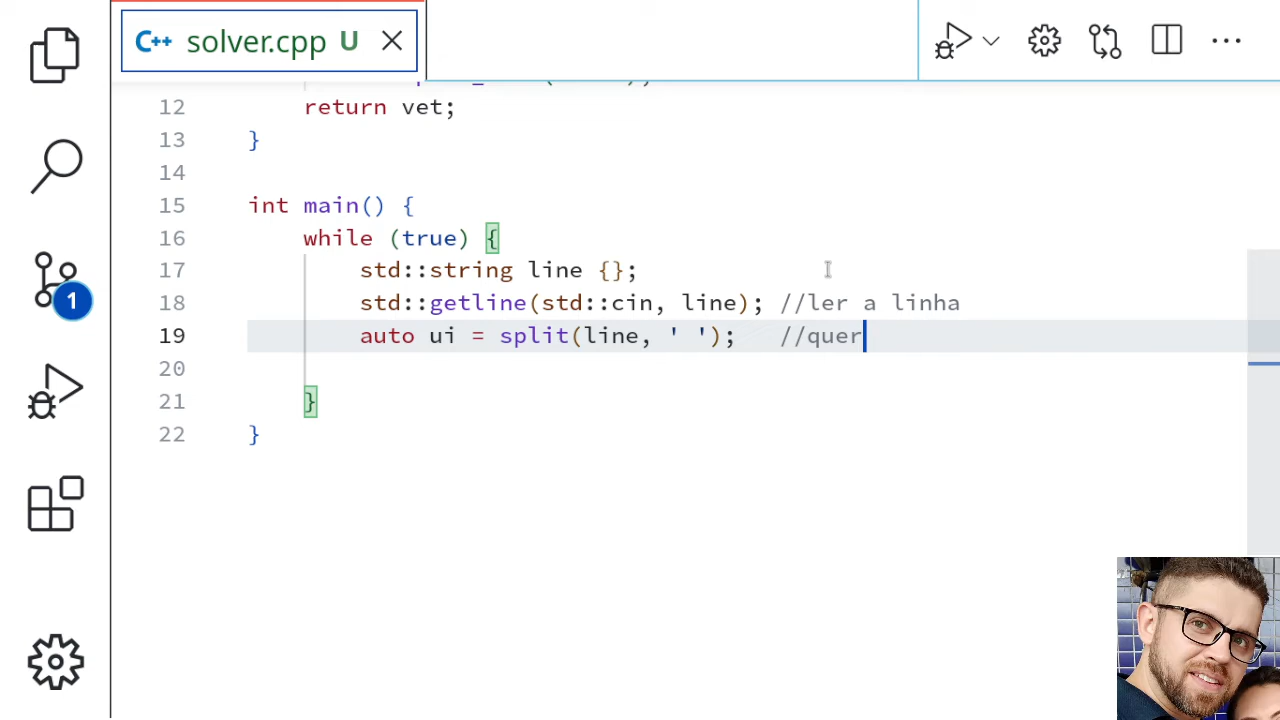 solver.cpp U
12 return vet;
13 }
14
15 int main() {
16 while (true) {
17 std::string line {};
18 std::getline(std::cin, line); //ler a linha
19 auto ui = split(line, ' '); //quer
20
21 }
22 }
1